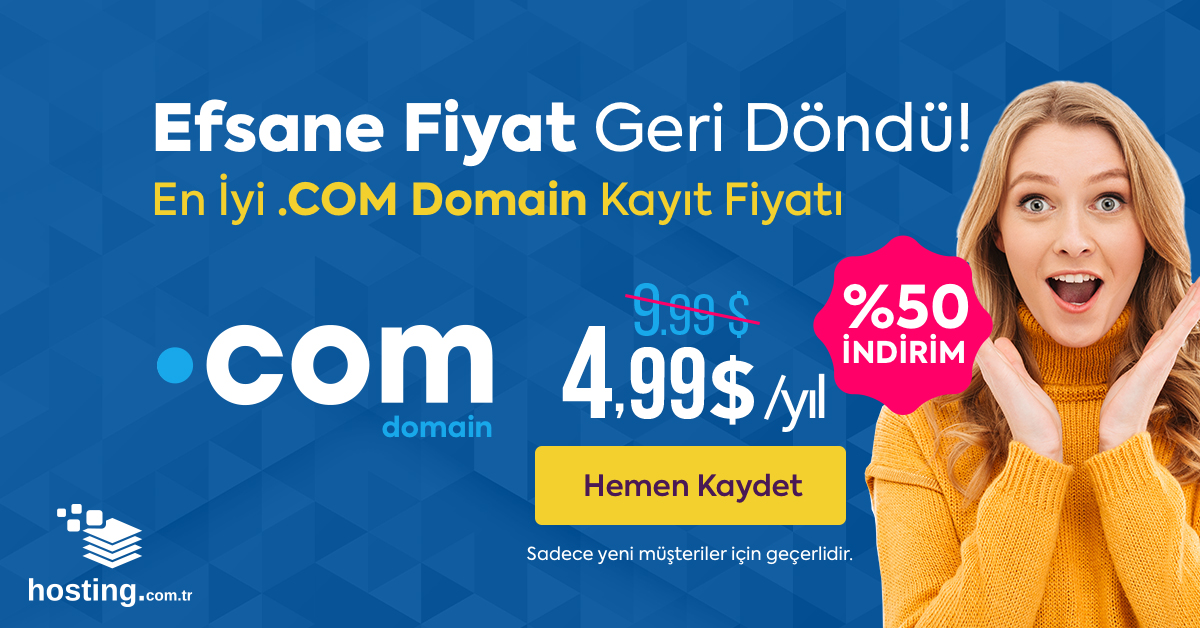 Efsane Fiyat Geri Döndü!
En İyi .COM Domain Kayıt Fiyatı
.com
domain
9.99 $
4,99$ /yıl
%50
İNDİRİM
Hemen Kaydet
Sadece yeni müşteriler için geçerlidir.
hosting.com.tr